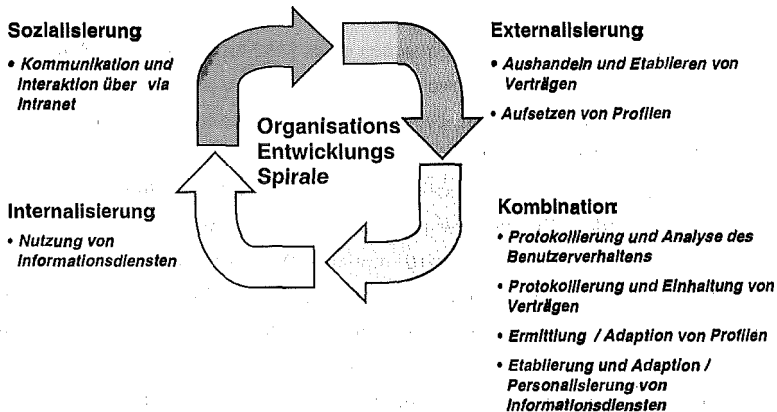 Sozialisierung
• Kommunikation und
Interaktion über via
Intranet
Externalisierung
• Aushandeln und Etablieren von
Verträgen
• Aufsetzen von Profilen
Organisations
Entwicklungs
Spirale
Internalisierung
• Nutzung von
Informationsdiensten
Kombination:
• Protokollierung und Analyse des
Benutzerverhaltens
• Protokollierung und Einhaltung von
Verträgen
• Ermittlung / Adaption von Profilen
• Etablierung und Adaption /
Personalisierung von
Informationsdiensten